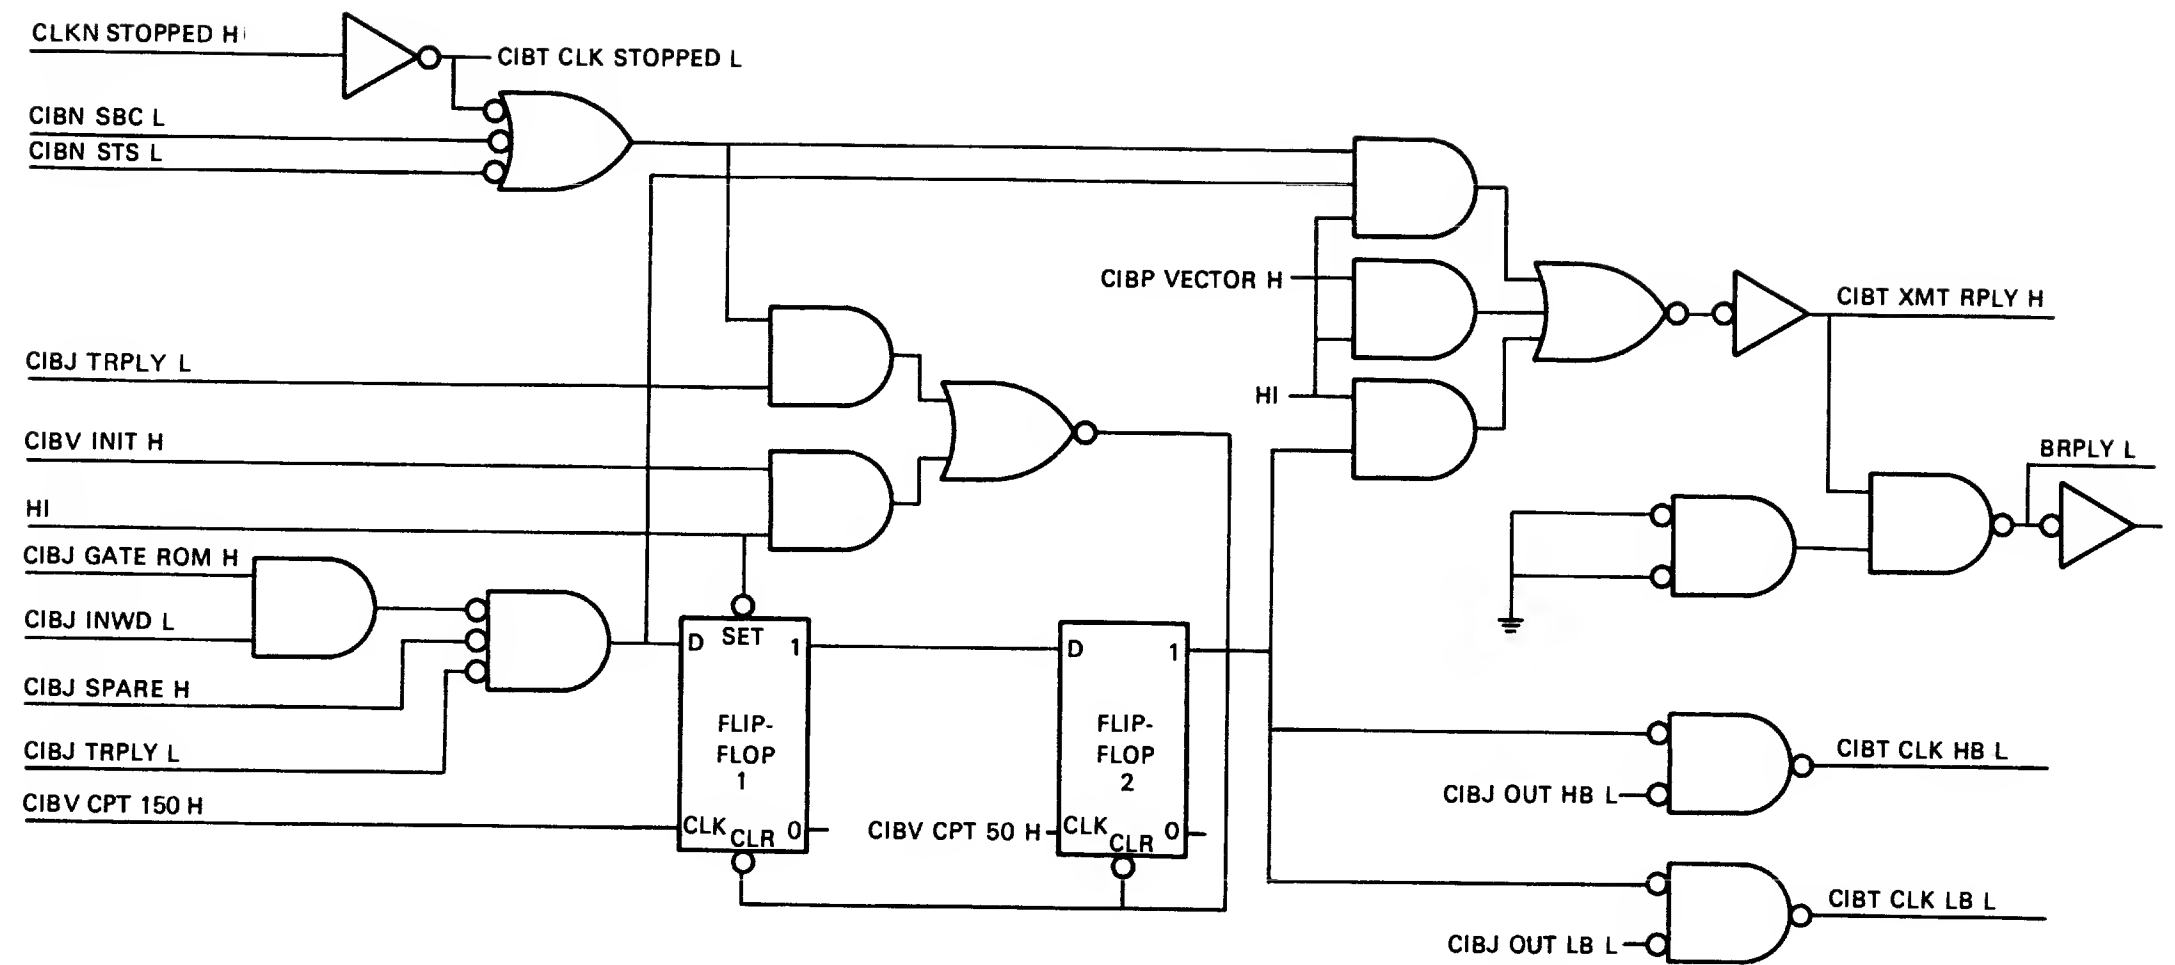 CLKN STOPPED H
CIBT CLK STOPPED L
CIBN SBC L
CIBN STS L
CIBP VECTOR H
CIBT XMT RPLY H
CIBJ TRPLY L
HI
CIBV INIT H
BRPLY L
HI
CIBJ GATE ROM H
CIBJ INWD L
D SET 1
D 1
CIBJ SPARE H
FLIP-
FLOP
1
FLIP-
FLOP
2
CIBJ TRPLY L
CIBT CLK HB L
CIBJ OUT HB L
CIBV CPT 150 H
CLK CLR 0
CIBV CPT 50 H
CLK CLR 0
CIBT CLK LB L
CIBJ OUT LB L